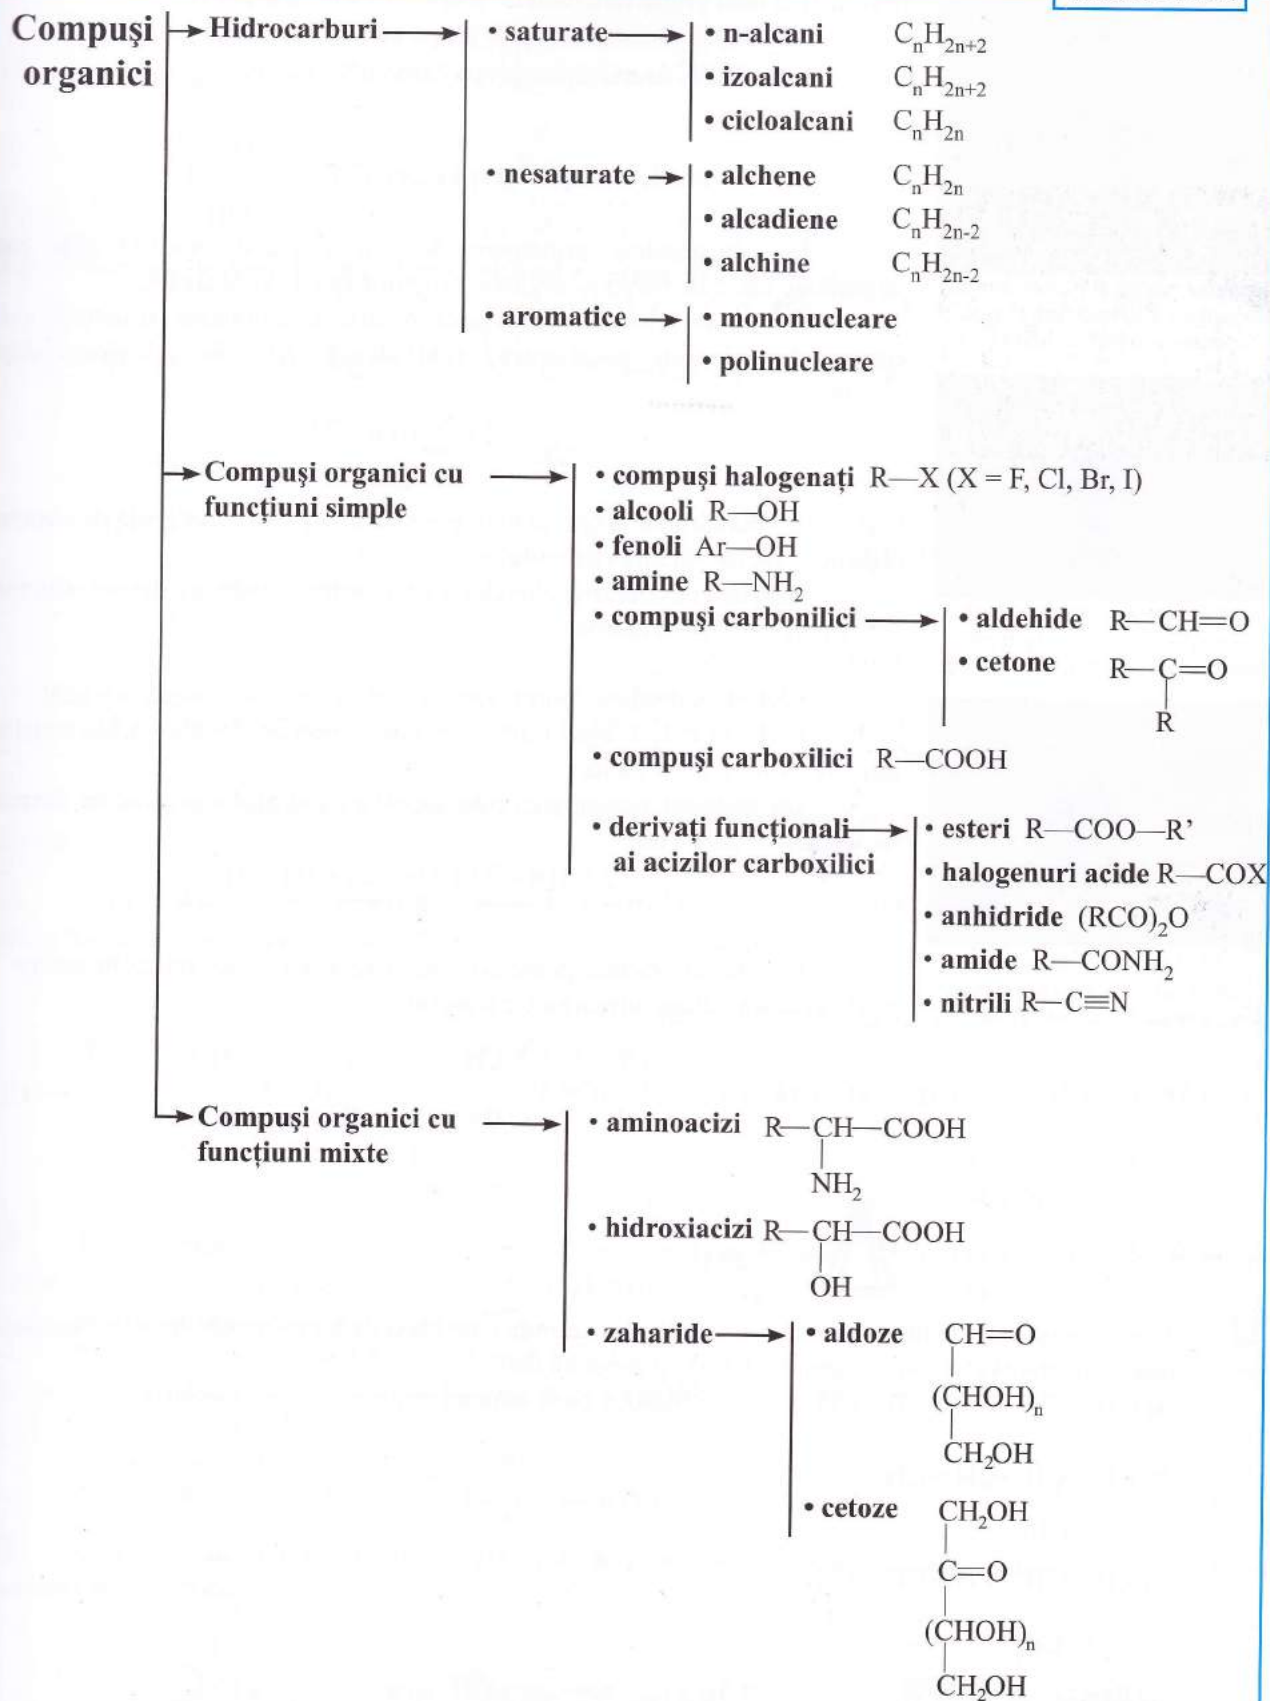 Compuşi organici
Hidrocarburi
• saturate
• n-alcani CnH2n+2
• izoalcani CnH2n+2
• cicloalcani CnH2n
• nesaturate
• alchene CnH2n
• alcadiene CnH2n-2
• alchine CnH2n-2
• aromatice
• mononucleare
• polinucleare
Compuşi organici cu
funcţiuni simple
• compuşi halogenaţi R—X (X = F, Cl, Br, I)
• alcooli R—OH
• fenoli Ar—OH
• amine R—NH2
• compuşi carbonilici
• aldehide R—CH=O
• cetone R—C=O
R
• compuşi carboxilici R—COOH
• derivaţi funcţionali
ai acizilor carboxilici
• esteri R—COO—R’
• halogenuri acide R—COX
• anhidride (RCO)2O
• amide R—CONH2
• nitrili R—C≡N
Compuşi organici cu
funcţiuni mixte
• aminoacizi R—CH—COOH
NH2
• hidroxiacizi R—CH—COOH
OH
• zaharide
• aldoze CH=O
(CHOH)n
CH2OH
• cetoze CH2OH
C=O
(CHOH)n
CH2OH